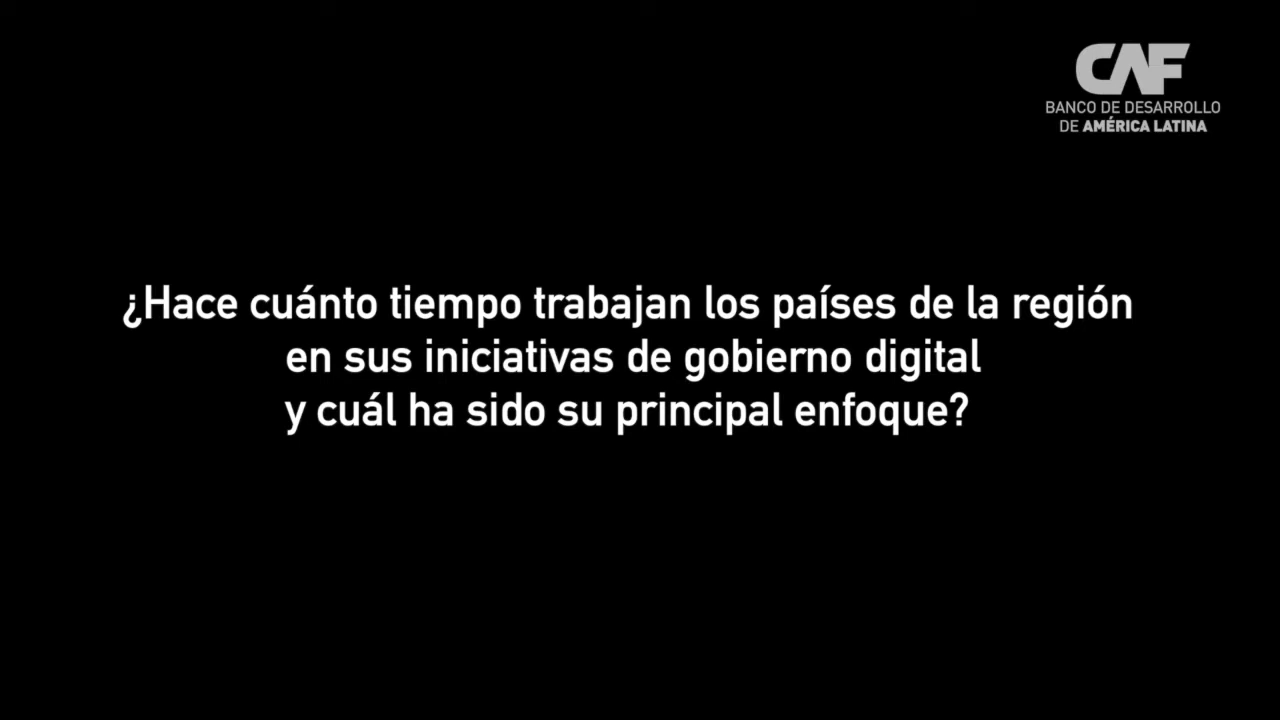 CAF
BANCO DE DESARROLLO
DE AMÉRICA LATINA
¿Hace cuánto tiempo trabajan los países de la región
en sus iniciativas de gobierno digital
y cuál ha sido su principal enfoque?